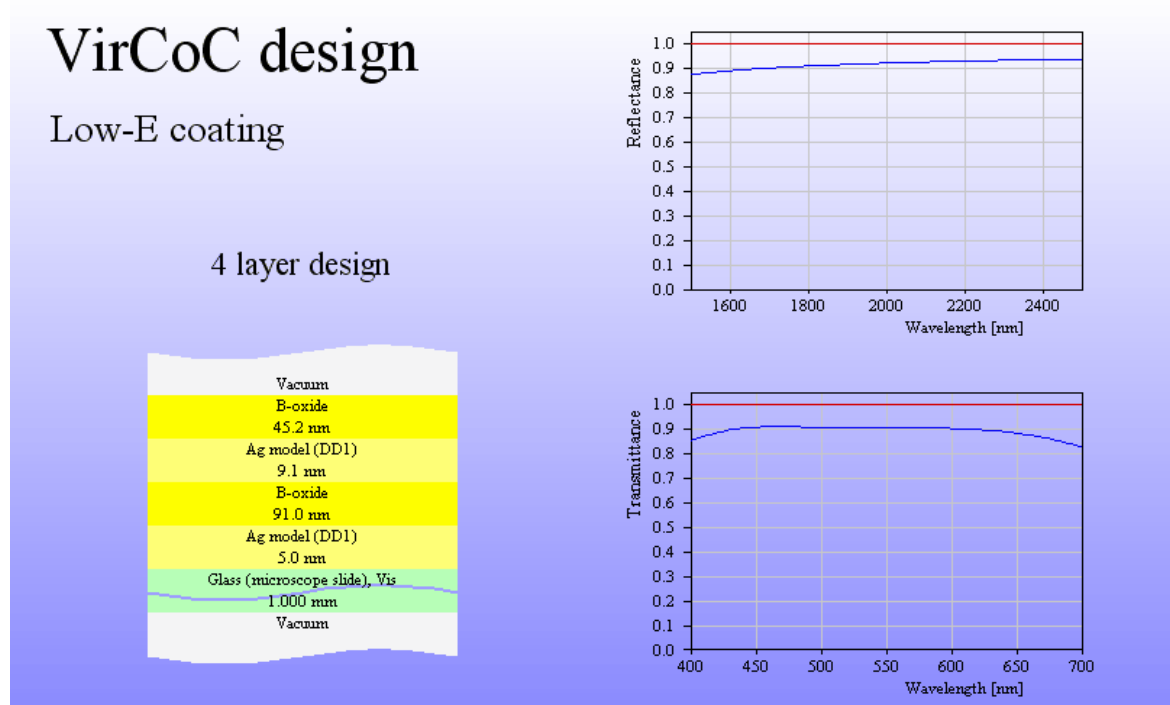 VirCoC design
Low-E coating
4 layer design
Vacuum
B-oxide
45.2 nm
Ag model (DD1)
9.1 nm
B-oxide
91.0 nm
Ag model (DD1)
5.0 nm
Glass (microscope slide), Vis
1.000 mm
Vacuum
Reflectance
1.0
0.9
0.8
0.7
0.6
0.5
0.4
0.3
0.2
0.1
0.0
1600 1800 2000 2200 2400
Wavelength [nm]
Transmittance
1.0
0.9
0.8
0.7
0.6
0.5
0.4
0.3
0.2
0.1
0.0
400 450 500 550 600 650 700
Wavelength [nm]